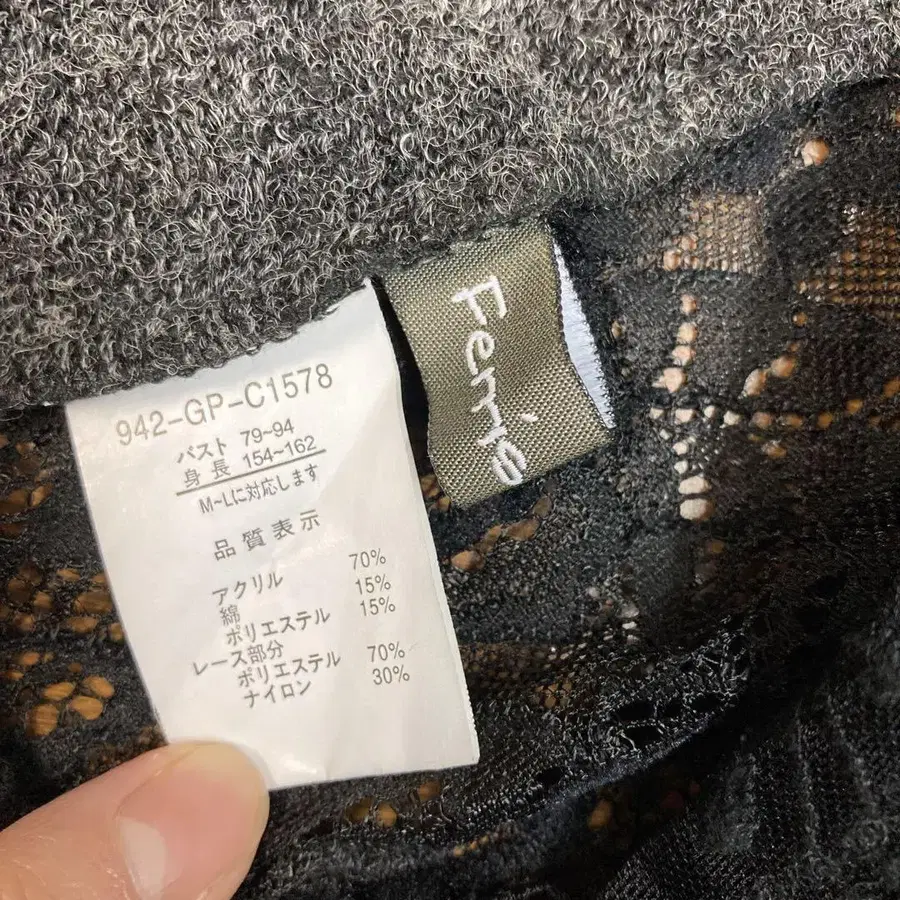 942-GP-C1578
バスト 79~94
身長 154~162
M~Lに対応します
品質表示
アクリル 70%
綿 15%
ポリエステル 15%
レース部分
ポリエステル 70%
ナイロン 30%
Ferrie